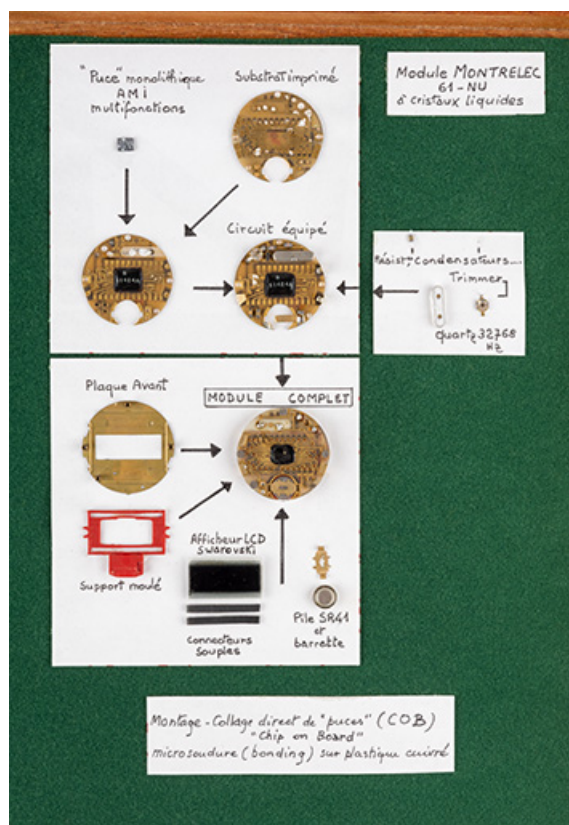 "Puce" monolithique
AMI
multifonctions
Substrat imprimé
Module MONTRELEC
61-NU
à cristaux liquides
Circuit équipé
Résist. Condensateurs....
Trimmer
quartz 32768
Hz
Plaque Avant
MODULE COMPLET
Support moulé
Afficheur LCD
Swarovski
Connecteurs
Souples
Pile SR41
et
barrette
Montage-Collage direct de "puces" (COB)
"Chip on Board"
microsoudure (bonding) sur plastique cuivré